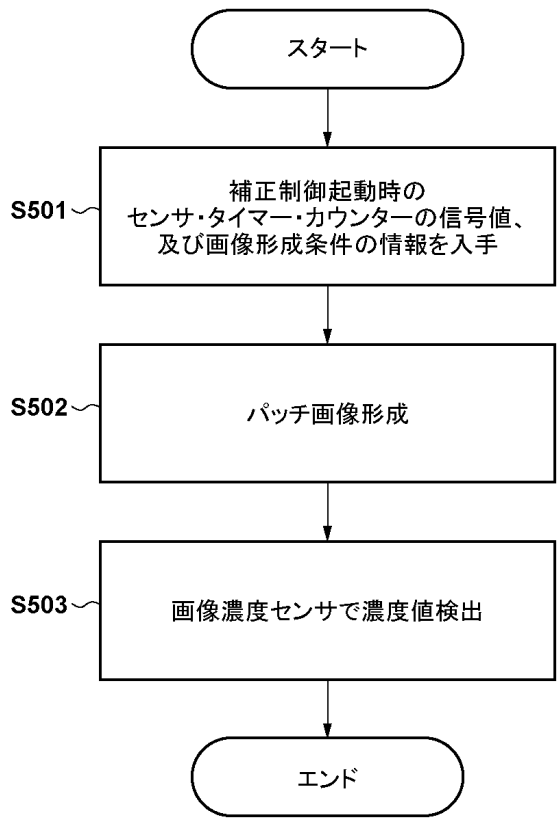 スタート
S501
補正制御起動時の
センサ・タイマー・カウンターの信号値、
及び画像形成条件の情報を入手
S502
パッチ画像形成
S503
画像濃度センサで濃度値検出
エンド